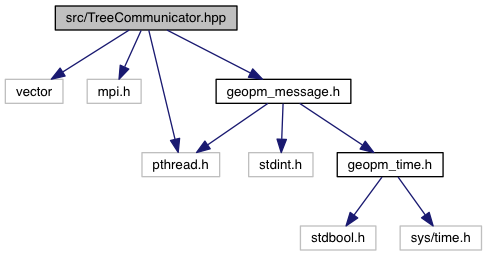 src/TreeCommunicator.hpp
vector
mpi.h
geopm_message.h
pthread.h
stdint.h
geopm_time.h
stdbool.h
sys/time.h